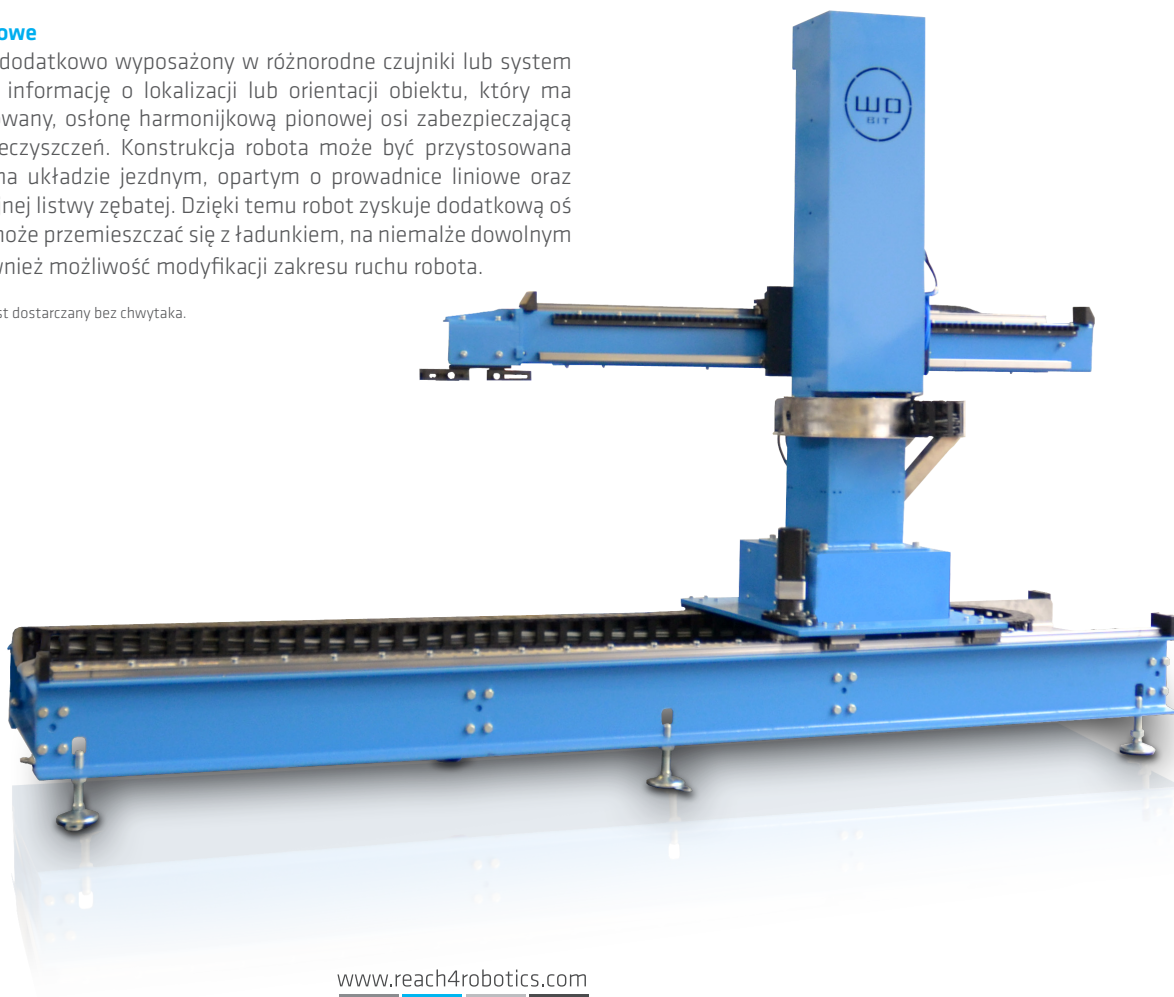 owe
dodatkowo wyposażony w różnorodne czujniki lub system
informację o lokalizacji lub orientacji obiektu, który ma
owany, osłonę harmonijkową pionowej osi zabezpieczającą
eczyszczeń. Konstrukcja robota może być przystosowana
na układzie jezdnym, opartym o prowadnice liniowe oraz
nej listwy zębatej. Dzięki temu robot zyskuje dodatkową oś
może przemieszczać się z ładunkiem, na niemalże dowolnym
wnież możliwość modyfikacji zakresu ruchu robota.
st dostarczany bez chwytaka.
WO
BIT
www.reach4robotics.com